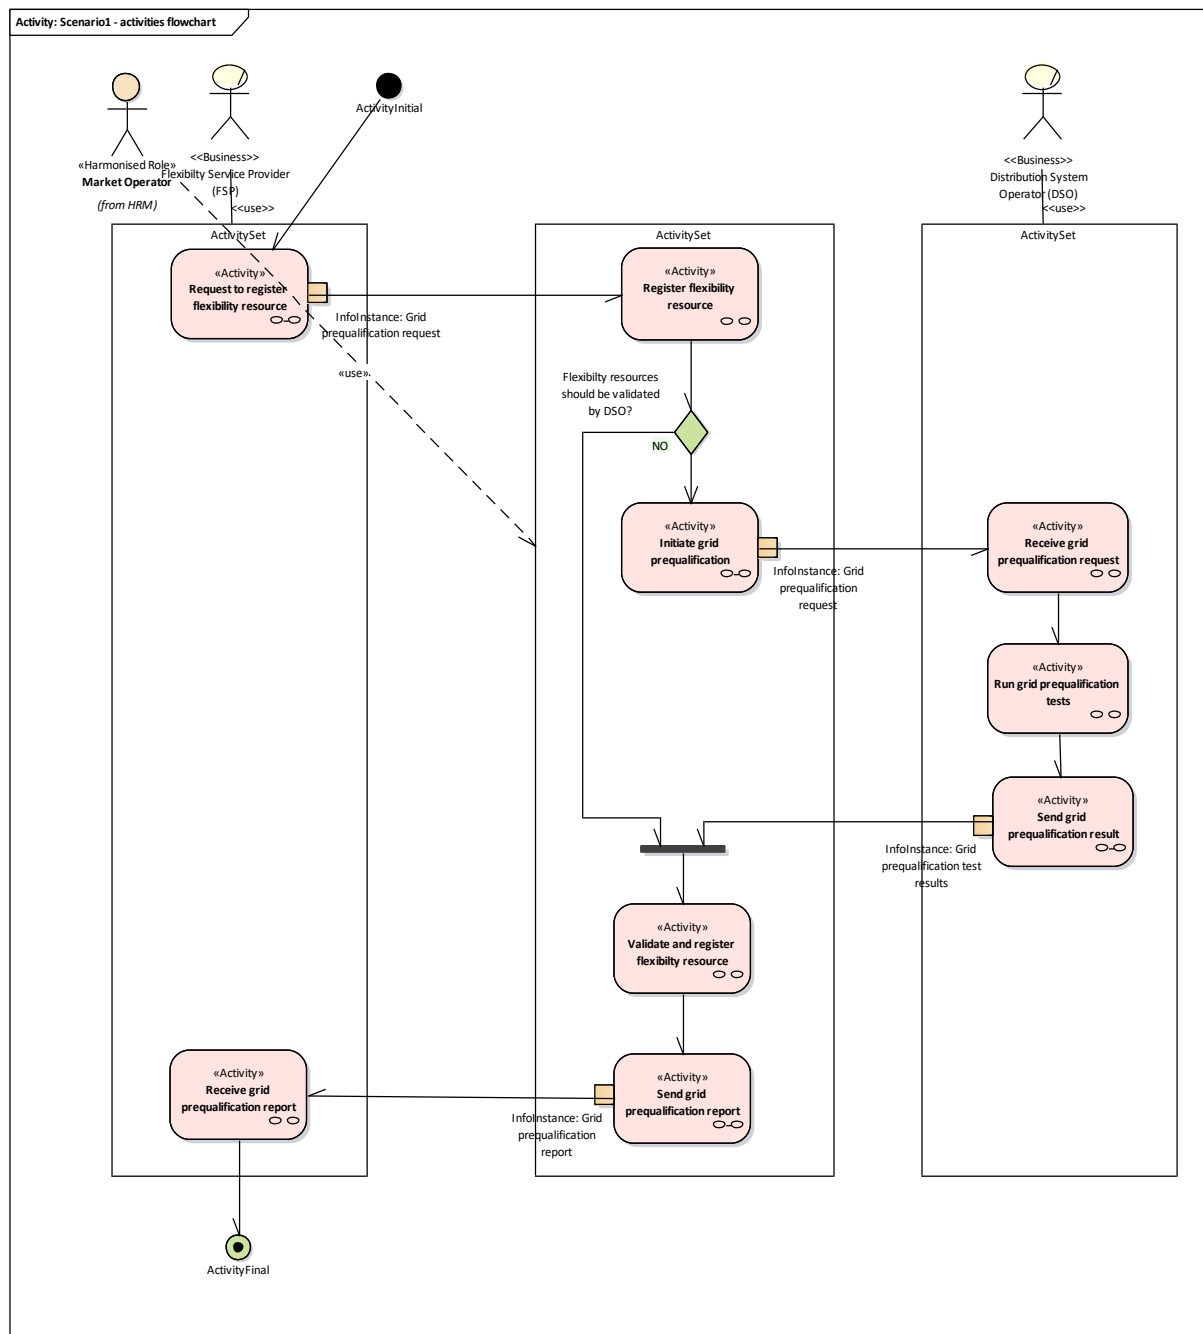 Activity: Scenario1 - activities flowchart
ActivityInitial
«Harmonised Role»
Market Operator
(from HRM)
<<Business>>
Flexibilty Service Provider
(FSP)
<<use>>
<<Business>>
Distribution System
Operator (DSO)
<<use>>
ActivitySet
ActivitySet
ActivitySet
«Activity»
Request to register
flexibility resource
InfoInstance: Grid
prequalification request
«use»
«Activity»
Register flexibility
resource
Flexibilty resources
should be validated
by DSO?
NO
«Activity»
Initiate grid
prequalification
InfoInstance: Grid
prequalification
request
«Activity»
Receive grid
prequalification request
«Activity»
Run grid prequalification
tests
«Activity»
Send grid
prequalification result
InfoInstance: Grid
prequalification test
results
«Activity»
Validate and register
flexibilty resource
«Activity»
Send grid
prequalification report
InfoInstance: Grid
prequalification
report
«Activity»
Receive grid
prequalification report
ActivityFinal